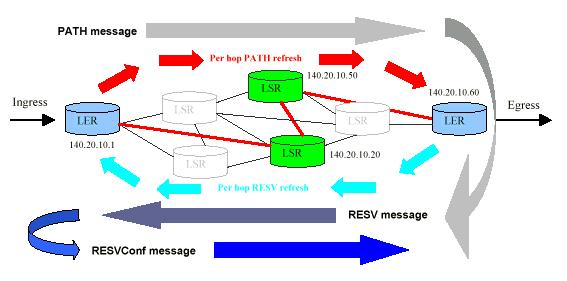 PATH message
Per hop PATH refresh
140.20.10.50
LSR
140.20.10.60
Ingress
LSR
LSR
Egress
LER
LER
140.20.10.1
LSR
LSR
140.20.10.20
Per hop RESV refresh
RESV message
RESVConf message